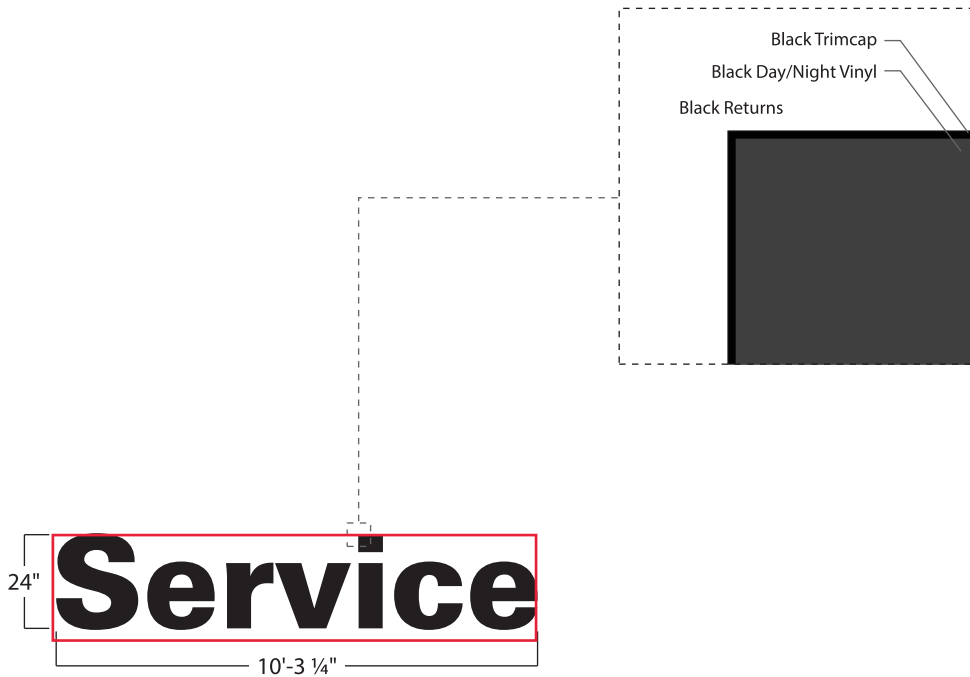 Black Trimcap
Black Day/Night Vinyl
Black Returns
Service
24"
10'-3 ¼"